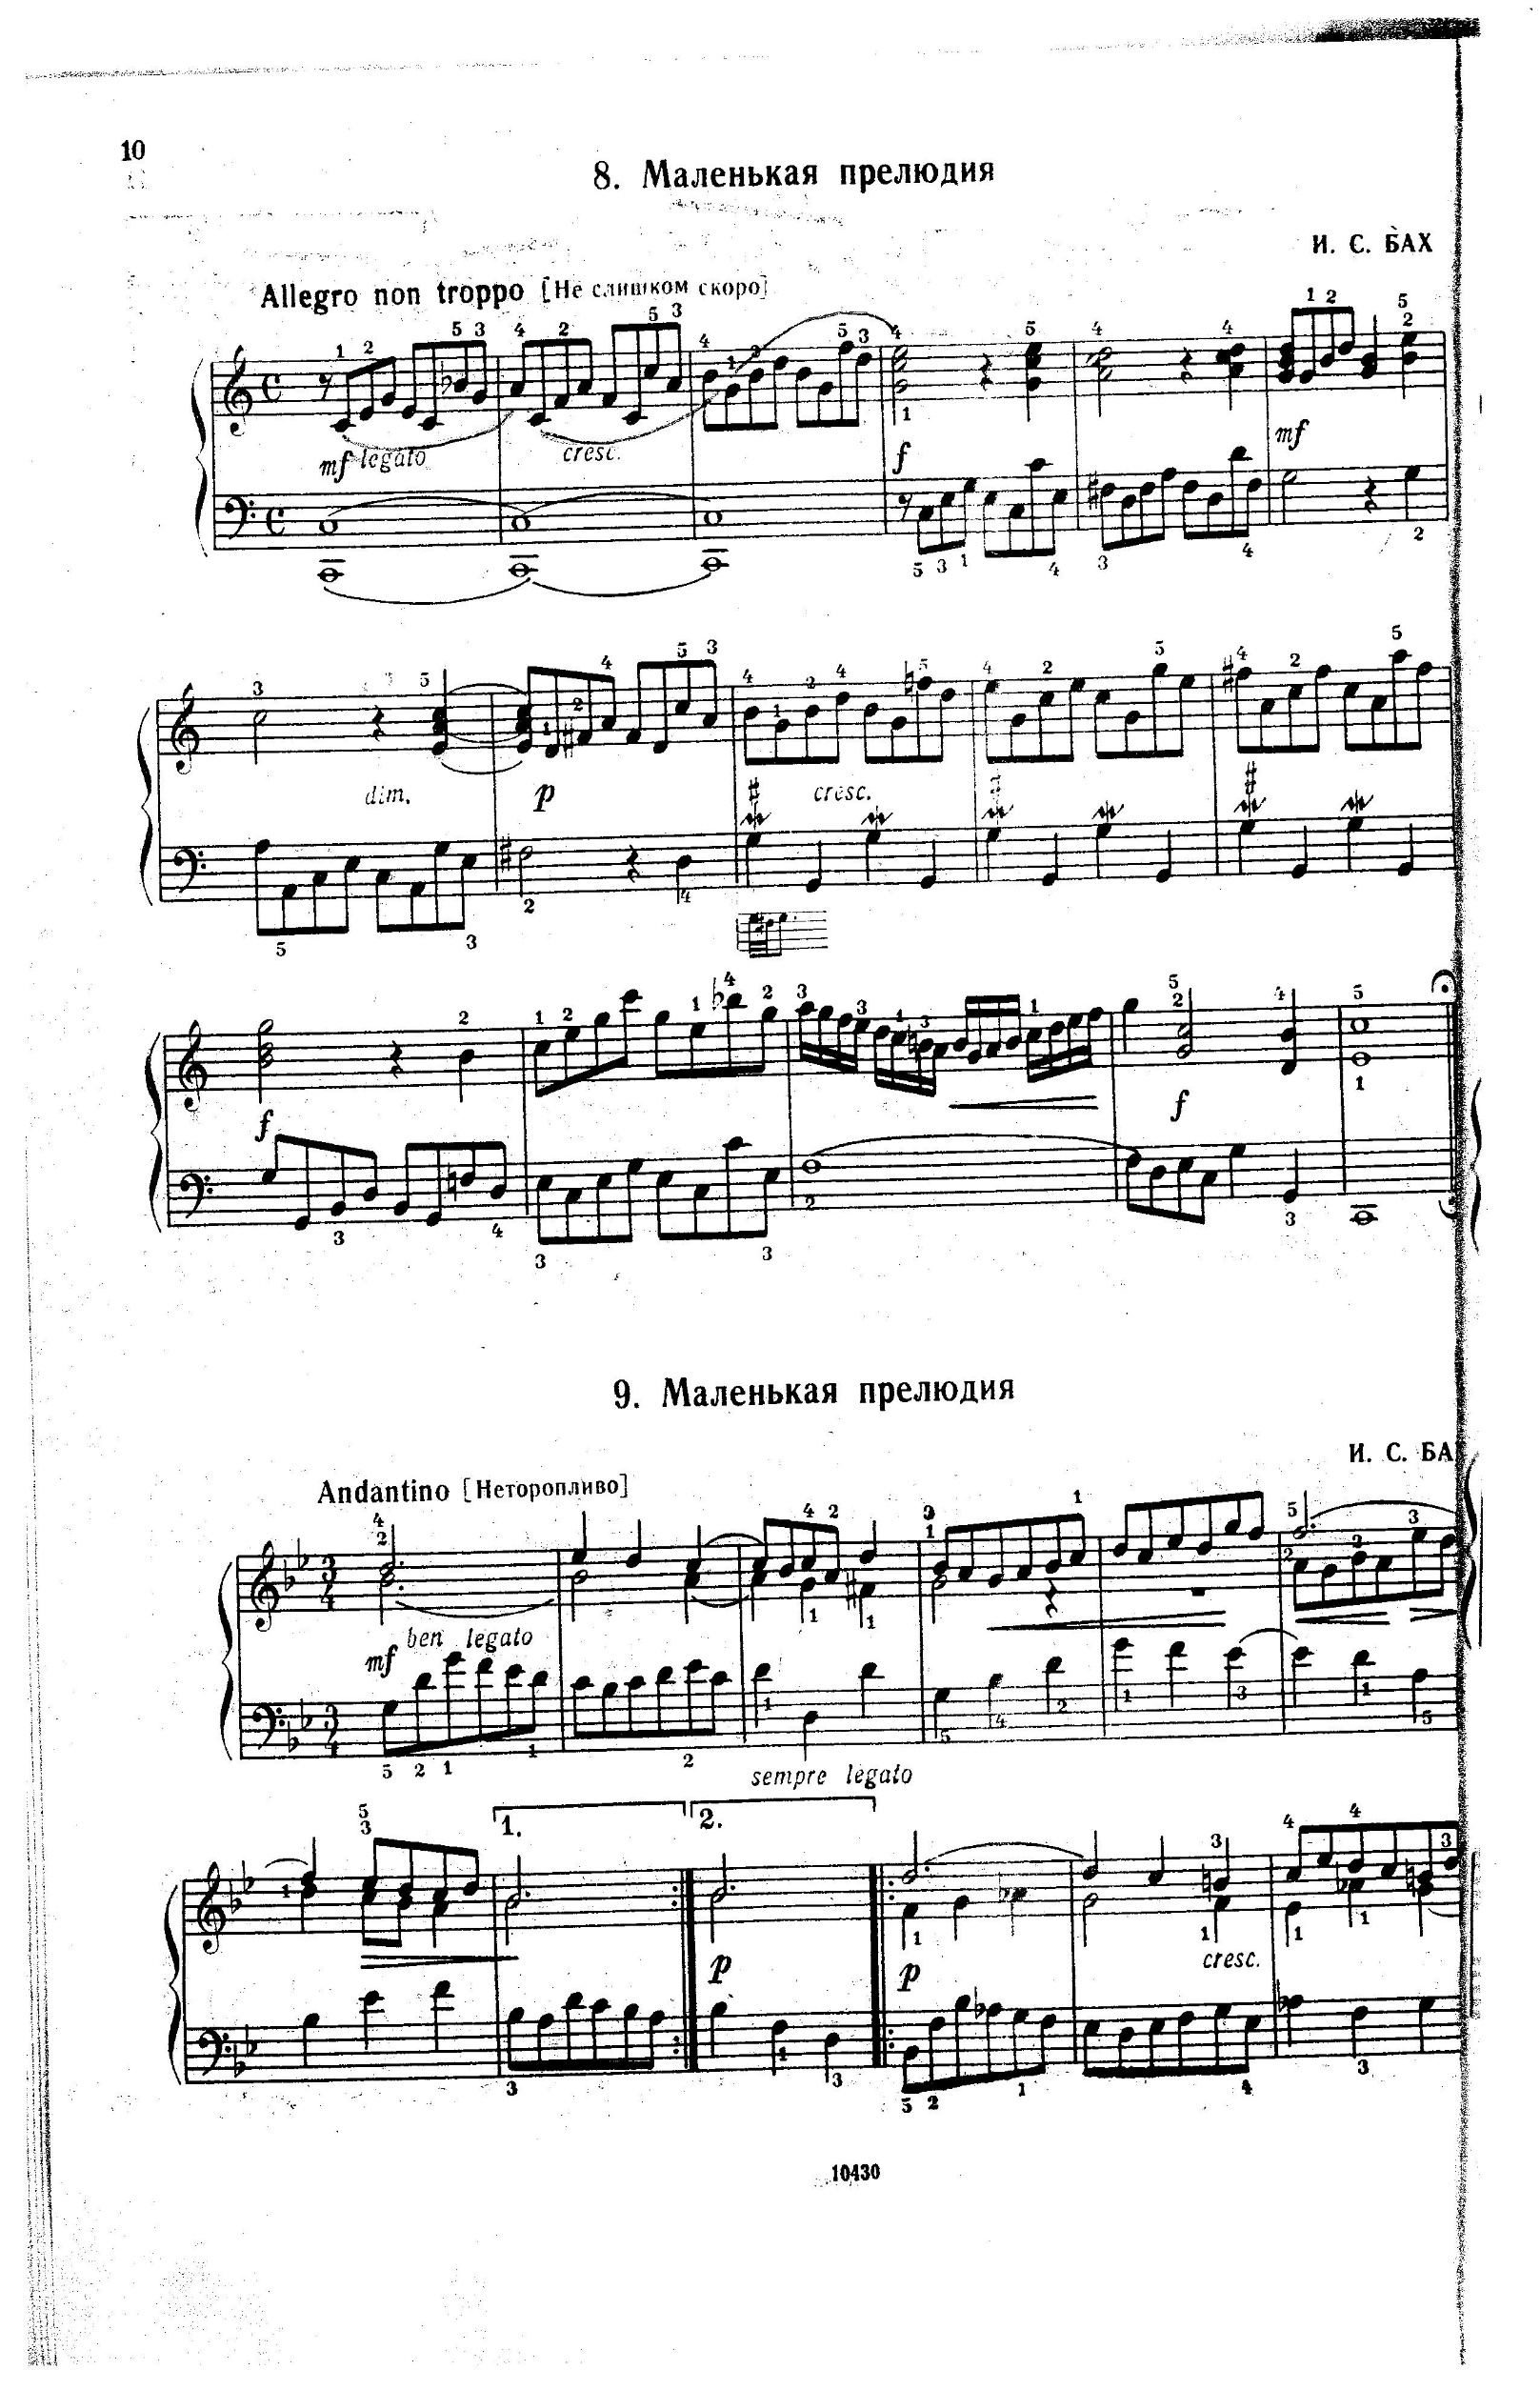 10
8. Маленькая прелюдия
И. С. БАХ
Allegro non troppo [Не слишком скоро]
mf legato
cresc.
f
mf
dim.
p
cresc.
f
f
9. Маленькая прелюдия
И. С. БА
Andantino [Неторопливо]
mf
ben legato
sempre legato
1.
2.
p
p
cresc.
10430